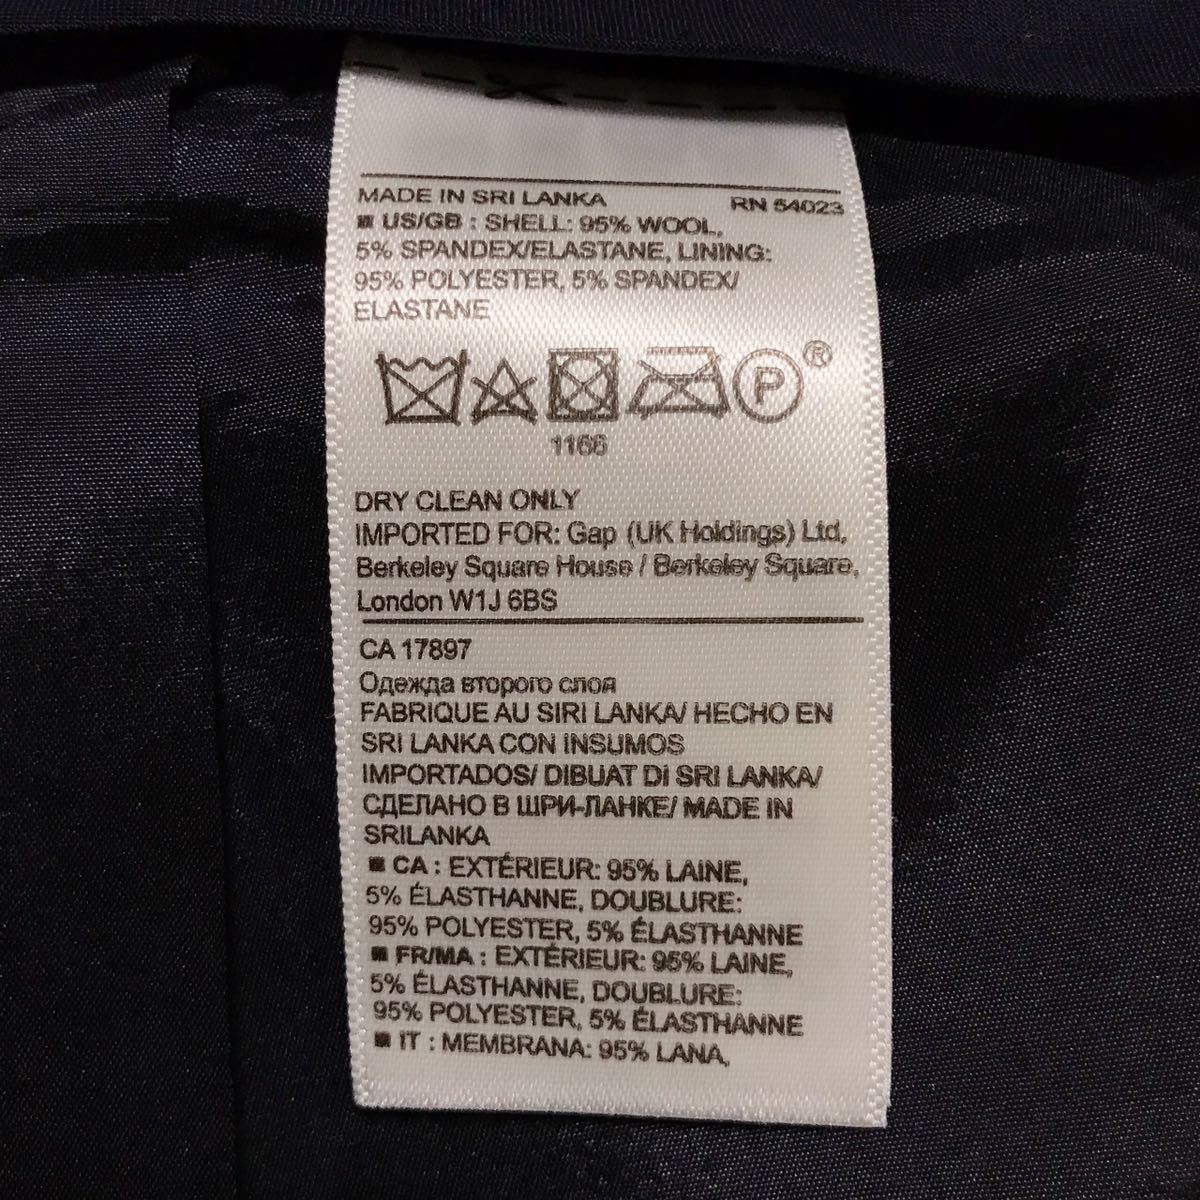 MADE IN SRI LANKA RN 54023
■ US/GB : SHELL: 95% WOOL,
5% SPANDEX/ELASTANE, LINING:
95% POLYESTER, 5% SPANDEX/
ELASTANE
P ®
1166
DRY CLEAN ONLY
IMPORTED FOR: Gap (UK Holdings) Ltd,
Berkeley Square House / Berkeley Square,
London W1J 6BS
CA 17897
Одежда второго слоя
FABRIQUE AU SIRI LANKA/ HECHO EN
SRI LANKA CON INSUMOS
IMPORTADOS/ DIBUAT DI SRI LANKA/
СДЕЛАНО В ШРИ-ЛАНКЕ/ MADE IN
SRILANKA
■ CA : EXTÉRIEUR: 95% LAINE,
5% ÉLASTHANNE, DOUBLURE:
95% POLYESTER, 5% ÉLASTHANNE
■ FR/MA : EXTÉRIEUR: 95% LAINE,
5% ÉLASTHANNE, DOUBLURE:
95% POLYESTER, 5% ÉLASTHANNE
■ IT : MEMBRANA: 95% LANA,